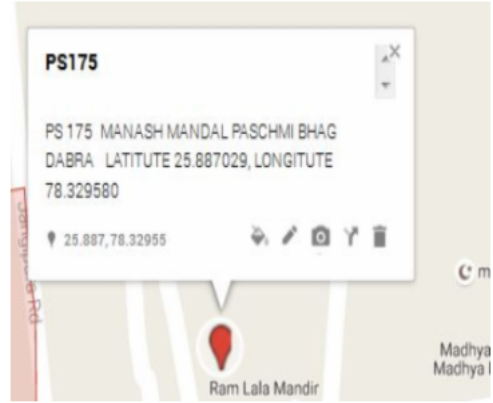 PS175
PS 175 MANASH MANDAL PASCHMI BHAG
DABRA LATITUTE 25.887029, LONGITUTE
78.329580
25.887,78.32955
Rd
m
Ram Lala Mandir
Madhya
Madhya